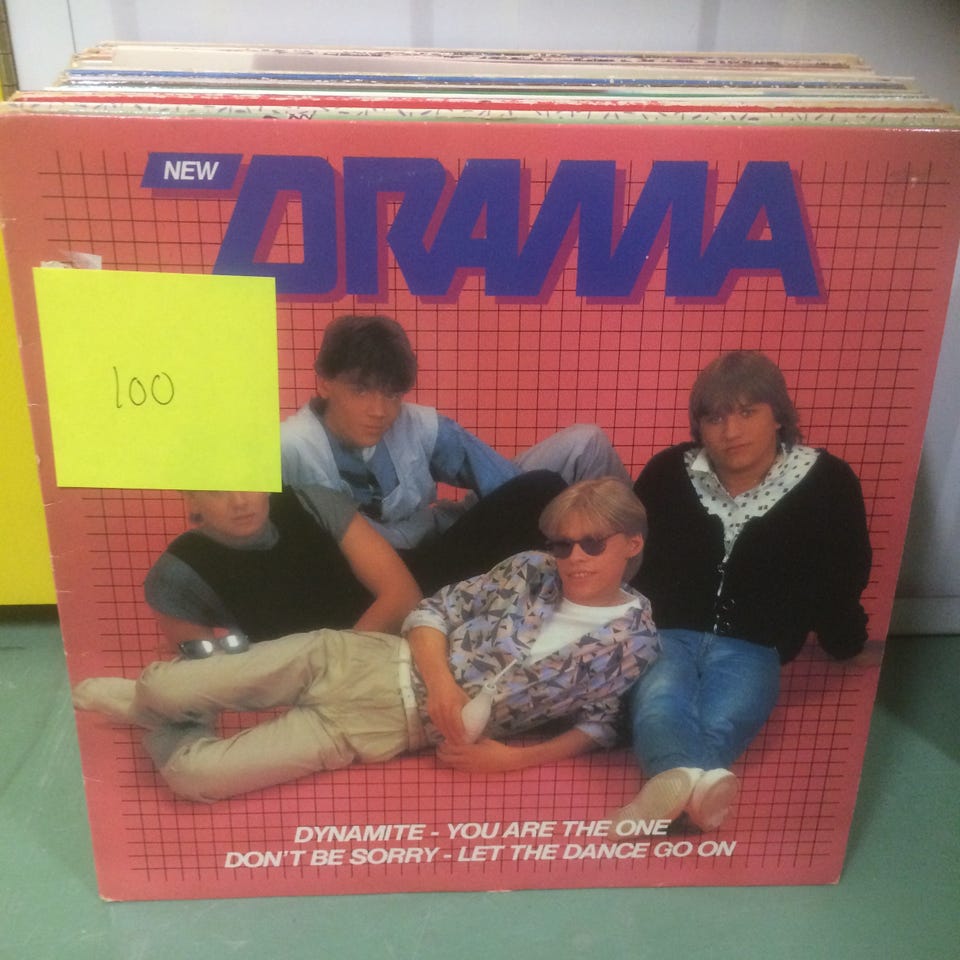 NEW
DRAMA
100
DYNAMITE - YOU ARE THE ONE
DON'T BE SORRY - LET THE DANCE GO ON